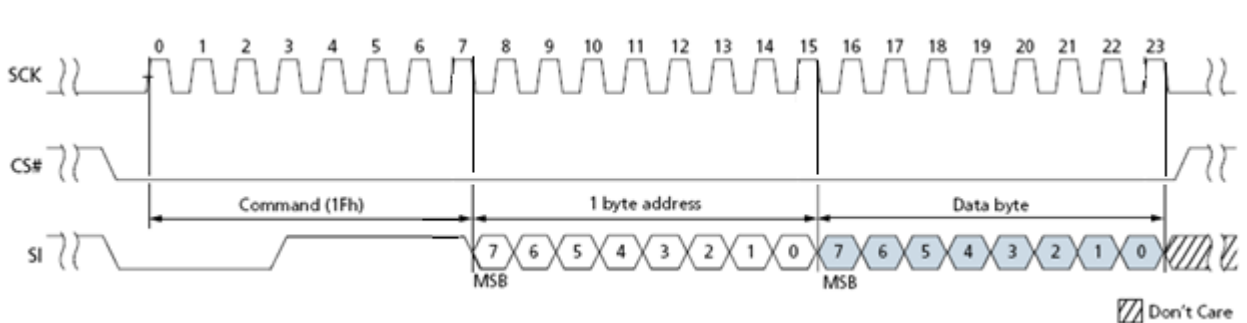 0 1 2 3 4 5 6 7 8 9 10 11 12 13 14 15 16 17 18 19 20 21 22 23
SCK
CS#
Command (1Fh) 1 byte address Data byte
SI 7 6 5 4 3 2 1 0 7 6 5 4 3 2 1 0
MSB MSB
Don't Care